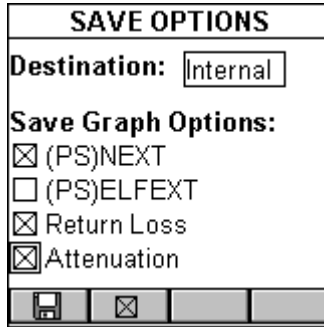 SAVE OPTIONS
Destination: Internal
Save Graph Options:
(PS)NEXT
(PS)ELFEXT
Return Loss
Attenuation